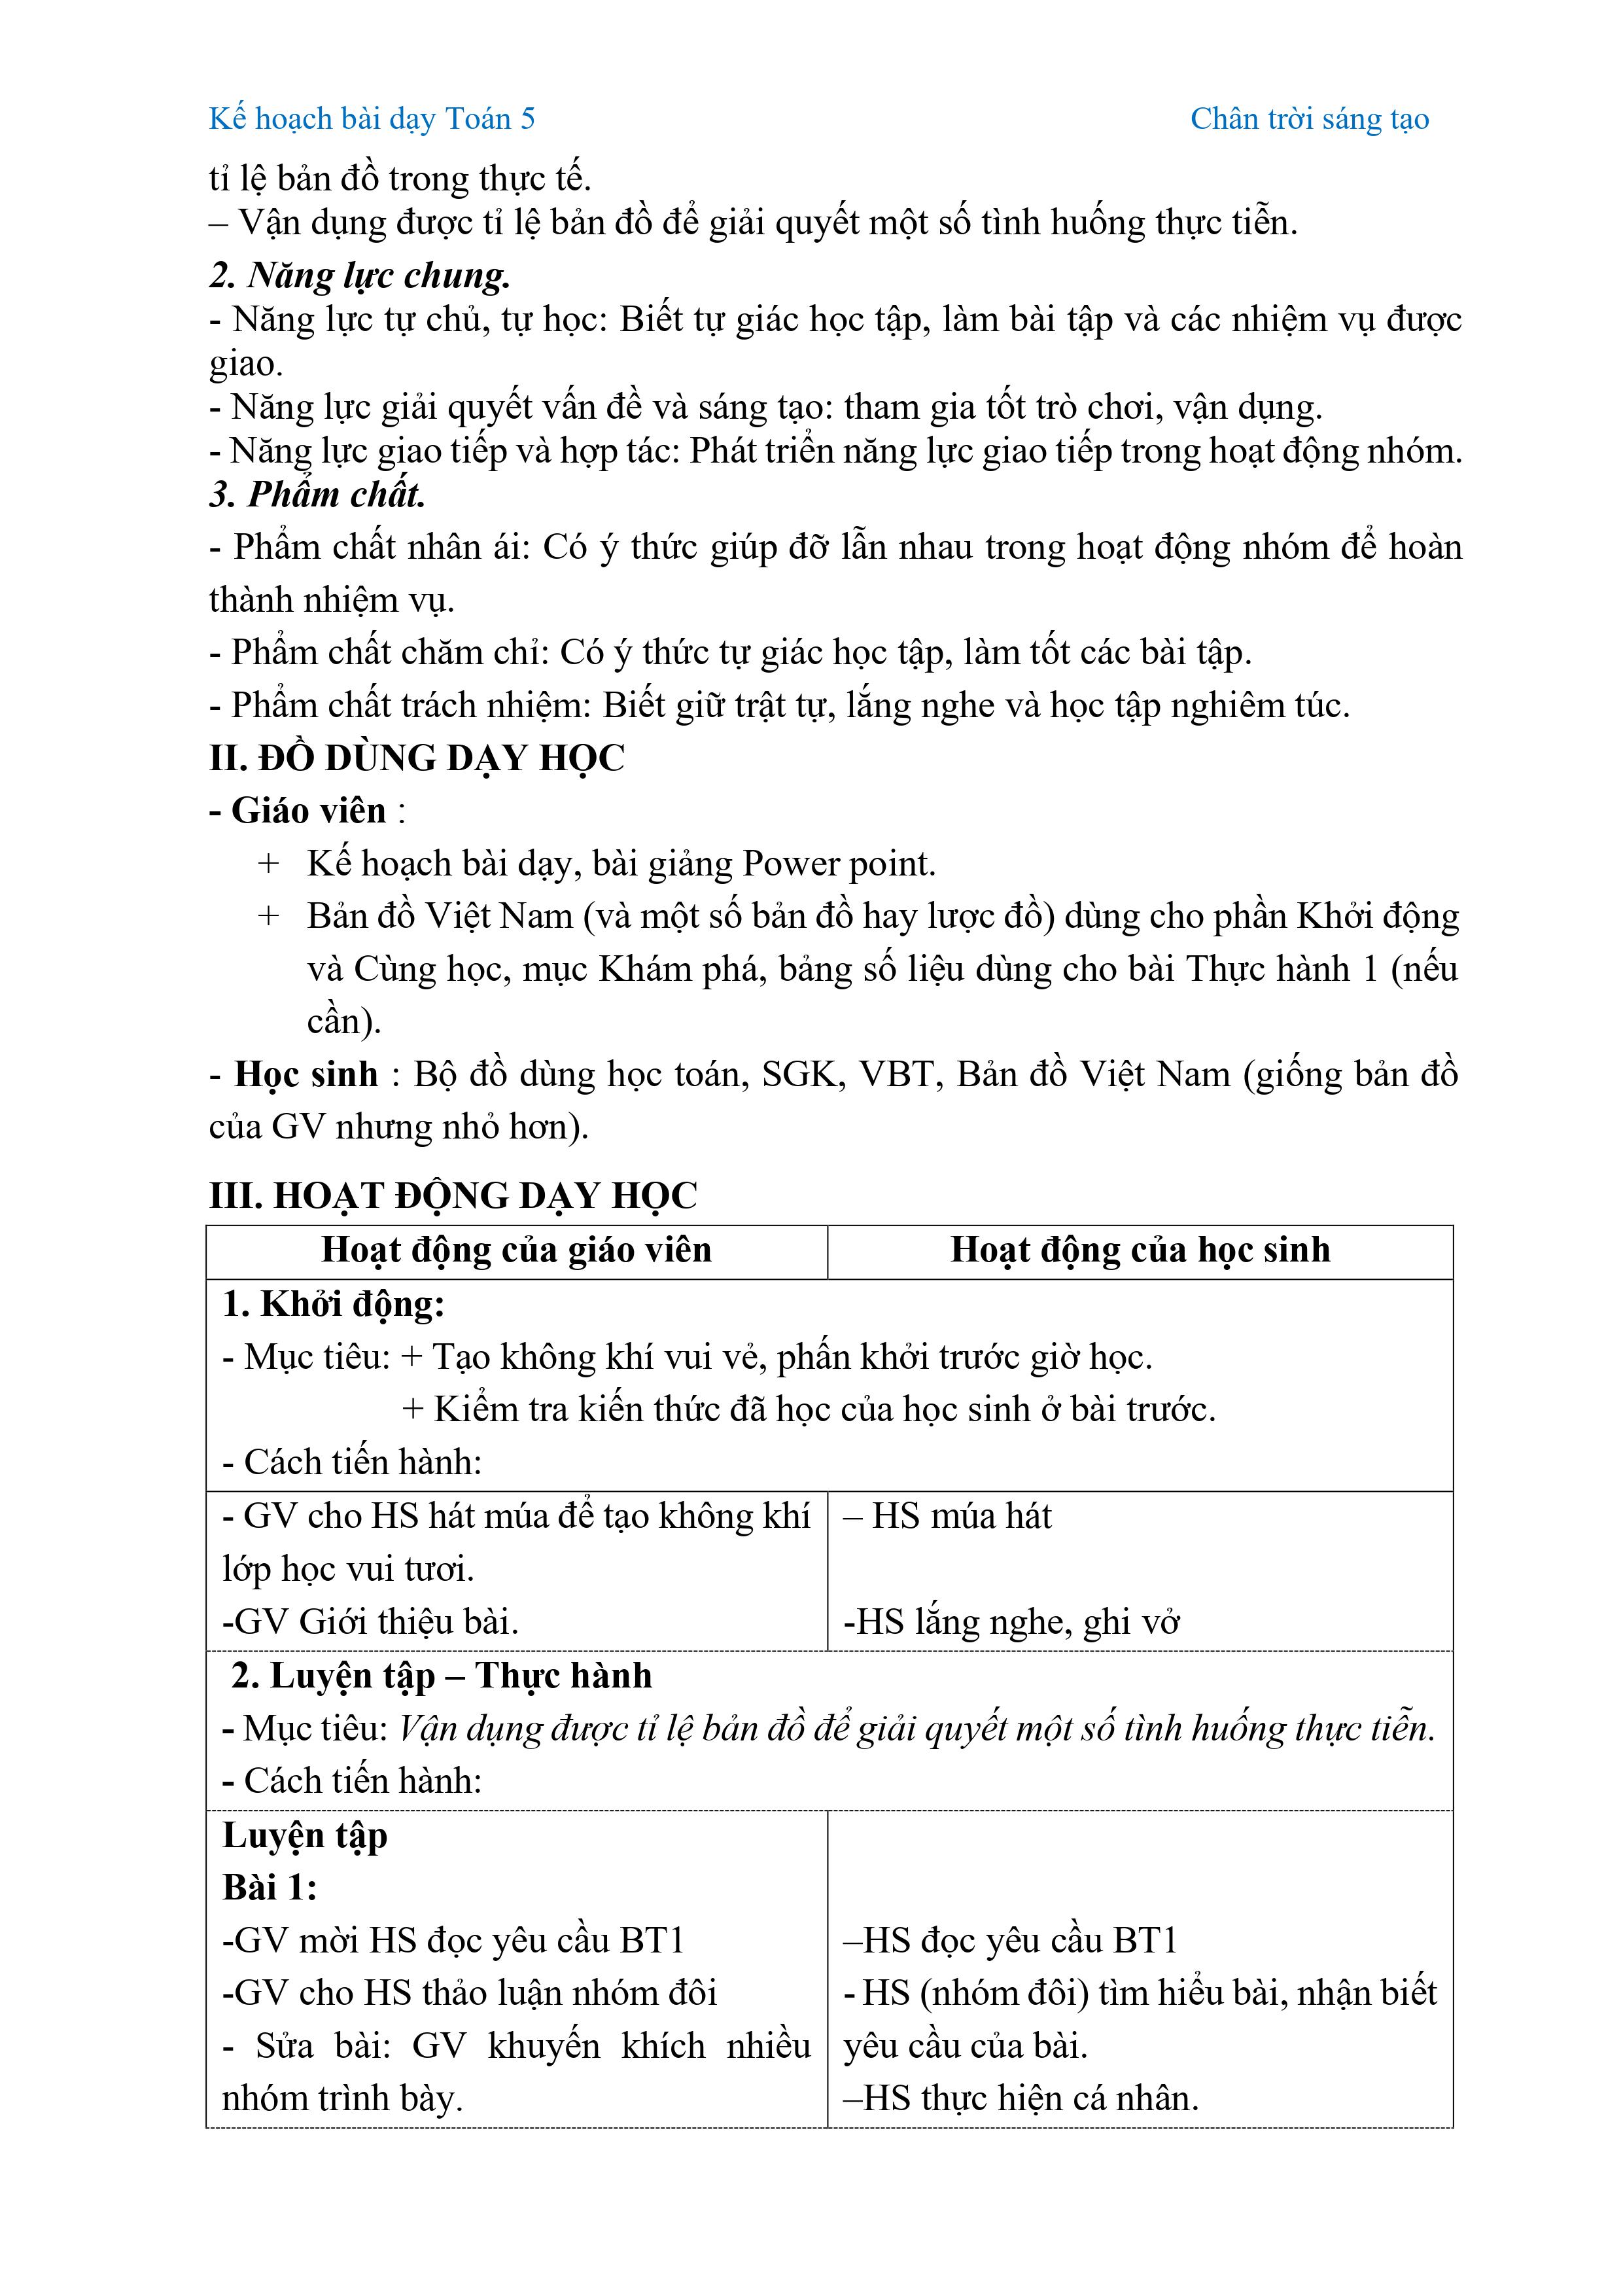 Kế hoạch bài dạy Toán 5 Chân trời sáng tạo
tỉ lệ bản đồ trong thực tế.
– Vận dụng được tỉ lệ bản đồ để giải quyết một số tình huống thực tiễn.
2. Năng lực chung.
- Năng lực tự chủ, tự học: Biết tự giác học tập, làm bài tập và các nhiệm vụ được
giao.
- Năng lực giải quyết vấn đề và sáng tạo: tham gia tốt trò chơi, vận dụng.
- Năng lực giao tiếp và hợp tác: Phát triển năng lực giao tiếp trong hoạt động nhóm.
3. Phẩm chất.
- Phẩm chất nhân ái: Có ý thức giúp đỡ lẫn nhau trong hoạt động nhóm để hoàn
thành nhiệm vụ.
- Phẩm chất chăm chỉ: Có ý thức tự giác học tập, làm tốt các bài tập.
- Phẩm chất trách nhiệm: Biết giữ trật tự, lắng nghe và học tập nghiêm túc.
II. ĐỒ DÙNG DẠY HỌC
- Giáo viên :
+ Kế hoạch bài dạy, bài giảng Power point.
+ Bản đồ Việt Nam (và một số bản đồ hay lược đồ) dùng cho phần Khởi động
và Cùng học, mục Khám phá, bảng số liệu dùng cho bài Thực hành 1 (nếu
cần).
- Học sinh : Bộ đồ dùng học toán, SGK, VBT, Bản đồ Việt Nam (giống bản đồ
của GV nhưng nhỏ hơn).
III. HOẠT ĐỘNG DẠY HỌC
Hoạt động của giáo viên Hoạt động của học sinh
1. Khởi động:
- Mục tiêu: + Tạo không khí vui vẻ, phấn khởi trước giờ học.
+ Kiểm tra kiến thức đã học của học sinh ở bài trước.
- Cách tiến hành:
- GV cho HS hát múa để tạo không khí
lớp học vui tươi.
-GV Giới thiệu bài.
– HS múa hát
-HS lắng nghe, ghi vở
2. Luyện tập – Thực hành
- Mục tiêu: Vận dụng được tỉ lệ bản đồ để giải quyết một số tình huống thực tiễn.
- Cách tiến hành:
Luyện tập
Bài 1:
-GV mời HS đọc yêu cầu BT1
-GV cho HS thảo luận nhóm đôi
- Sửa bài: GV khuyến khích nhiều
nhóm trình bày.
–HS đọc yêu cầu BT1
- HS (nhóm đôi) tìm hiểu bài, nhận biết
yêu cầu của bài.
–HS thực hiện cá nhân.